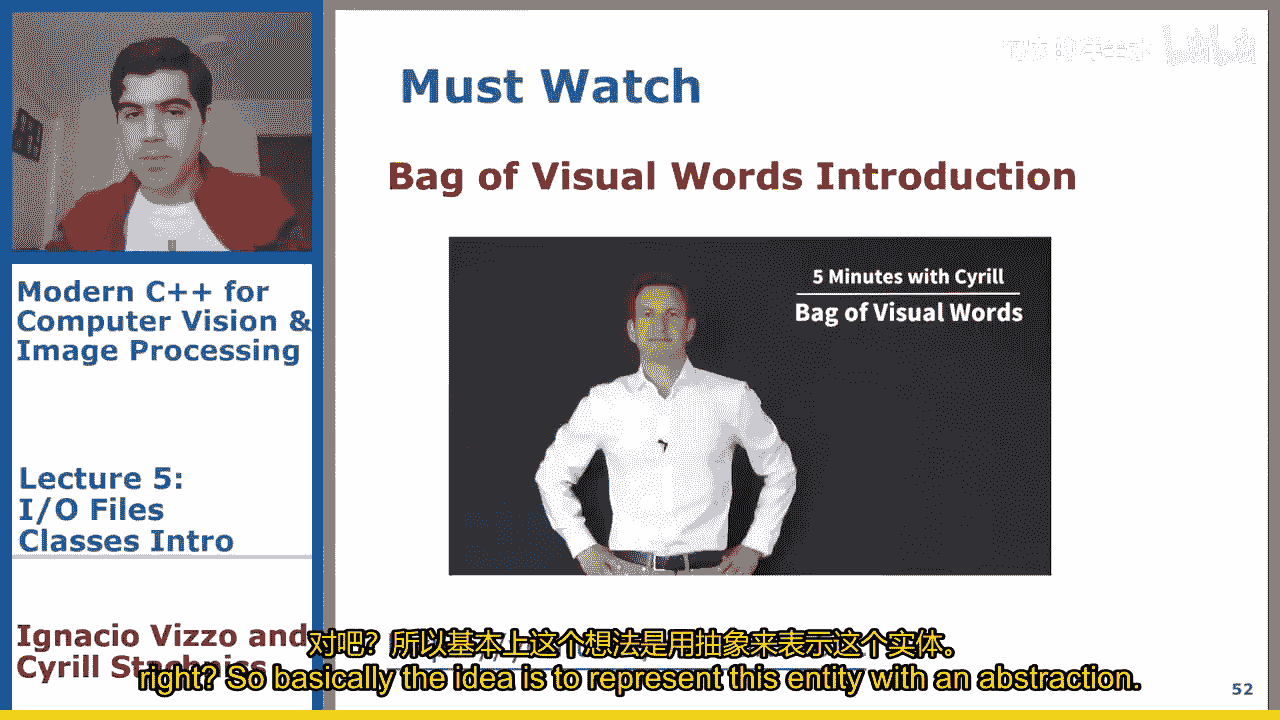 Must Watch
Bag of Visual Words Introduction
5 Minutes with Cyrill
Bag of Visual Words
Modern C++ for
Computer Vision &
Image Processing
Lecture 5:
I/O Files
Classes Intro
Ignacio Vizzo and
Cyrill Stachniss
对吧？所以基本上这个想法是用抽象来表示这个实体。
right? So basically the idea is to represent this entity with an abstraction.
52